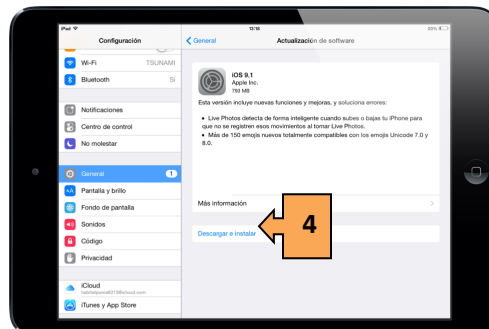 iPad
13:18
Configuración
General
Actualización de software
Wi-Fi
TSUNAMI
Bluetooth
Sí
Notificaciones
Centro de control
No molestar
General
1
Pantalla y brillo
Fondo de pantalla
Sonidos
Código
Privacidad
iCloud
iTunes y App Store
iOS 9.1
Apple Inc.
Esta versión incluye nuevas funciones y mejoras, y soluciona errores:
• Live Photos detecta de forma inteligente cuando subes o bajas tu iPhone para
que no se registren esos movimientos al tomar Live Photos.
• Más de 150 emojis nuevos totalmente compatibles con los emojis Unicode 7.0 y
8.0.
Más información
Descargar e instalar
4